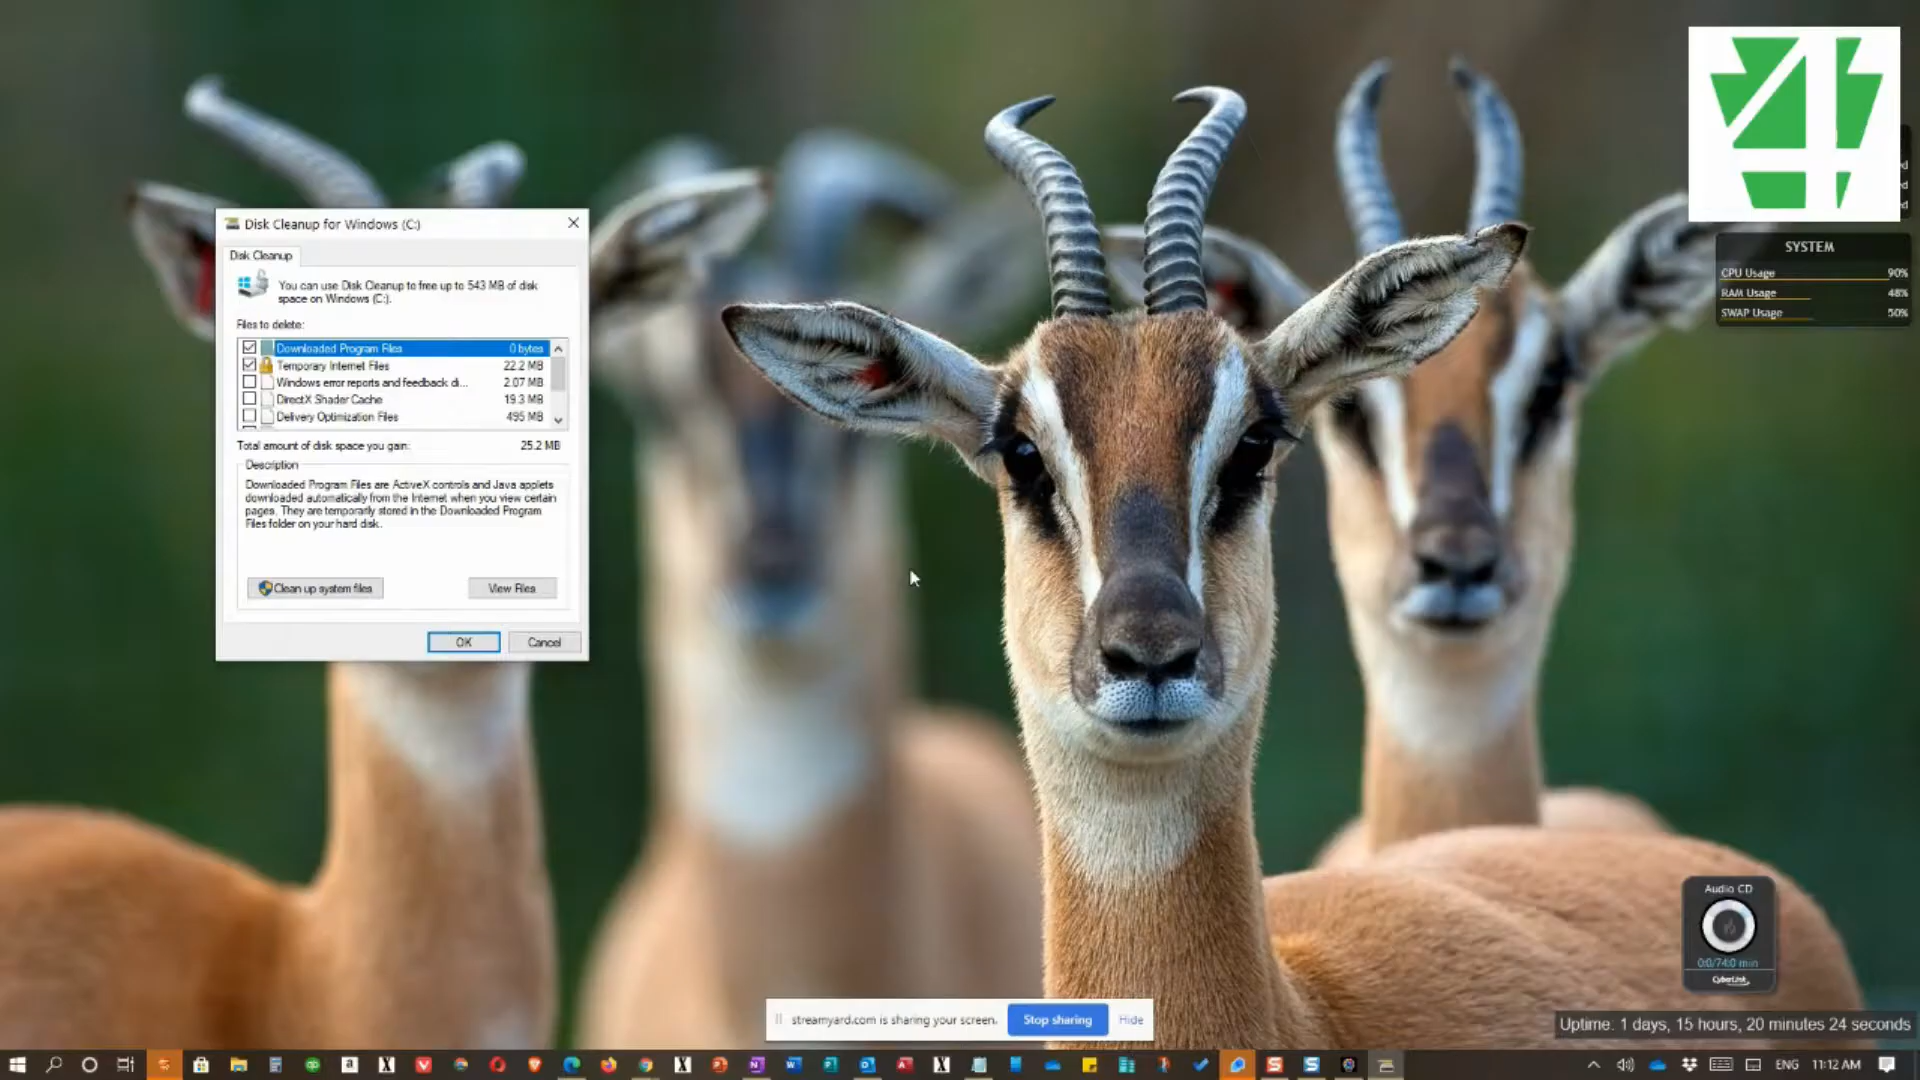 Disk Cleanup for Windows (C:)
Disk Cleanup
You can use Disk Cleanup to free up to 543 MB of disk
space on Windows (C:).
Files to delete:
Downloaded Program Files 0 bytes
Temporary Internet Files 22.2 MB
Windows error reports and feedback di... 2.07 MB
DirectX Shader Cache 19.3 MB
Delivery Optimization Files 495 MB
Total amount of disk space you gain: 25.2 MB
Description
Downloaded Program Files are ActiveX controls and Java applets
downloaded automatically from the Internet when you view certain
pages. They are temporarily stored in the Downloaded Program
Files folder on your hard disk.
Clean up system files
View Files
OK
Cancel
4
SYSTEM
CPU Usage 90%
RAM Usage 48%
SWAP Usage 50%
Audio CD
0:0/74:0 min
CyberLink
streamyard.com is sharing your screen.
Stop sharing
Hide
Uptime: 1 days, 15 hours, 20 minutes 24 seconds
ENG
11:12 AM